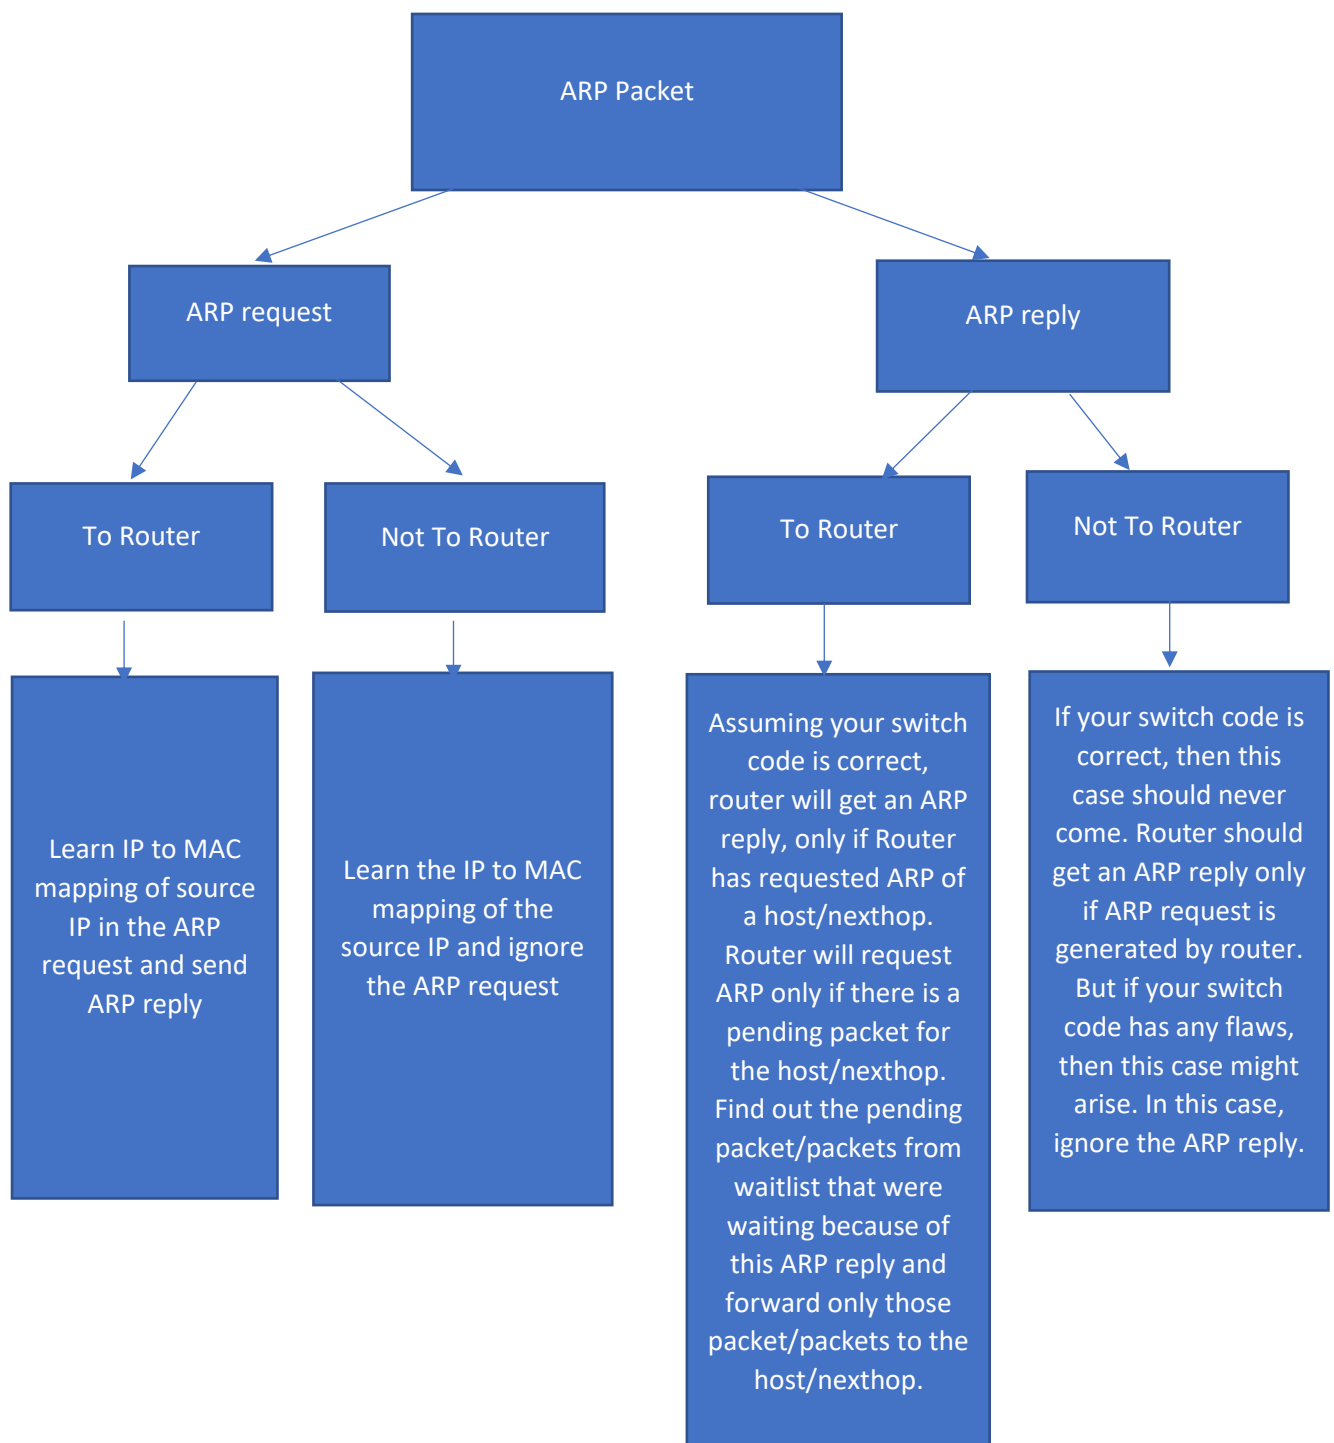 ARP Packet
ARP request
ARP reply
To Router
Not To Router
To Router
Not To Router
Learn IP to MAC
mapping of source
IP in the ARP
request and send
ARP reply
Learn the IP to MAC
mapping of the
source IP and ignore
the ARP request
Assuming your switch
code is correct,
router will get an ARP
reply, only if Router
has requested ARP of
a host/nexthop.
Router will request
ARP only if there is a
pending packet for
the host/nexthop.
Find out the pending
packet/packets from
waitlist that were
waiting because of
this ARP reply and
forward only those
packet/packets to the
host/nexthop.
If your switch code is
correct, then this
case should never
come. Router should
get an ARP reply only
if ARP request is
generated by router.
But if your switch
code has any flaws,
then this case might
arise. In this case,
ignore the ARP reply.